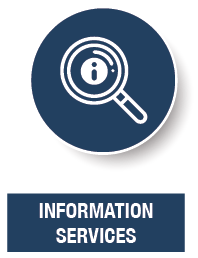 i
INFORMATION
SERVICES